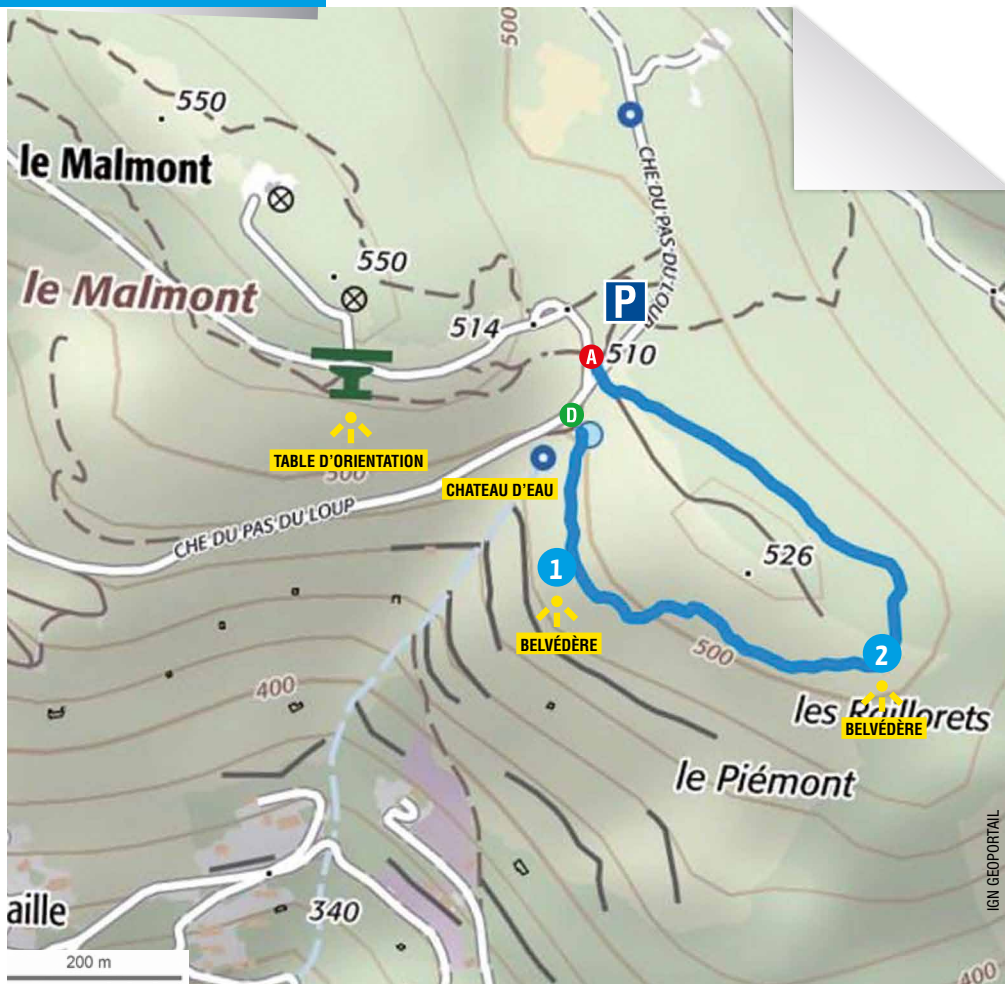 500
550
le Malmont
CHE DU PAS DU LOUP
550
le Malmont
P
514
A
510
D
TABLE D'ORIENTATION
500
CHATEAU D'EAU
CHE DU PAS DU LOUP
526
1
BELVÉDÈRE
500
2
400
les Raillorets
BELVÉDÈRE
le Piémont
IGN GEOPORTAIL
aille
340
200 m
400